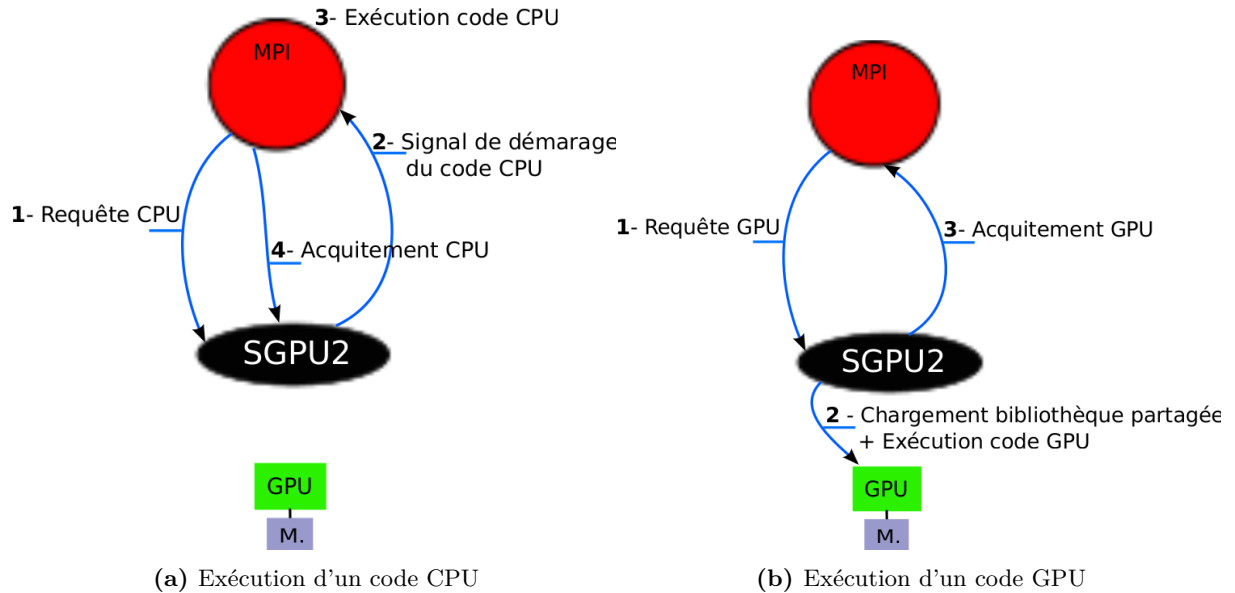 3- Exécution code CPU
MPI
2- Signal de démarage
du code CPU
1- Requête CPU
4- Acquitement CPU
SGPU2
GPU
M.
(a) Exécution d'un code CPU
MPI
1- Requête GPU
3- Acquitement GPU
SGPU2
2 - Chargement bibliothèque partagée
+ Exécution code GPU
GPU
M.
(b) Exécution d'un code GPU